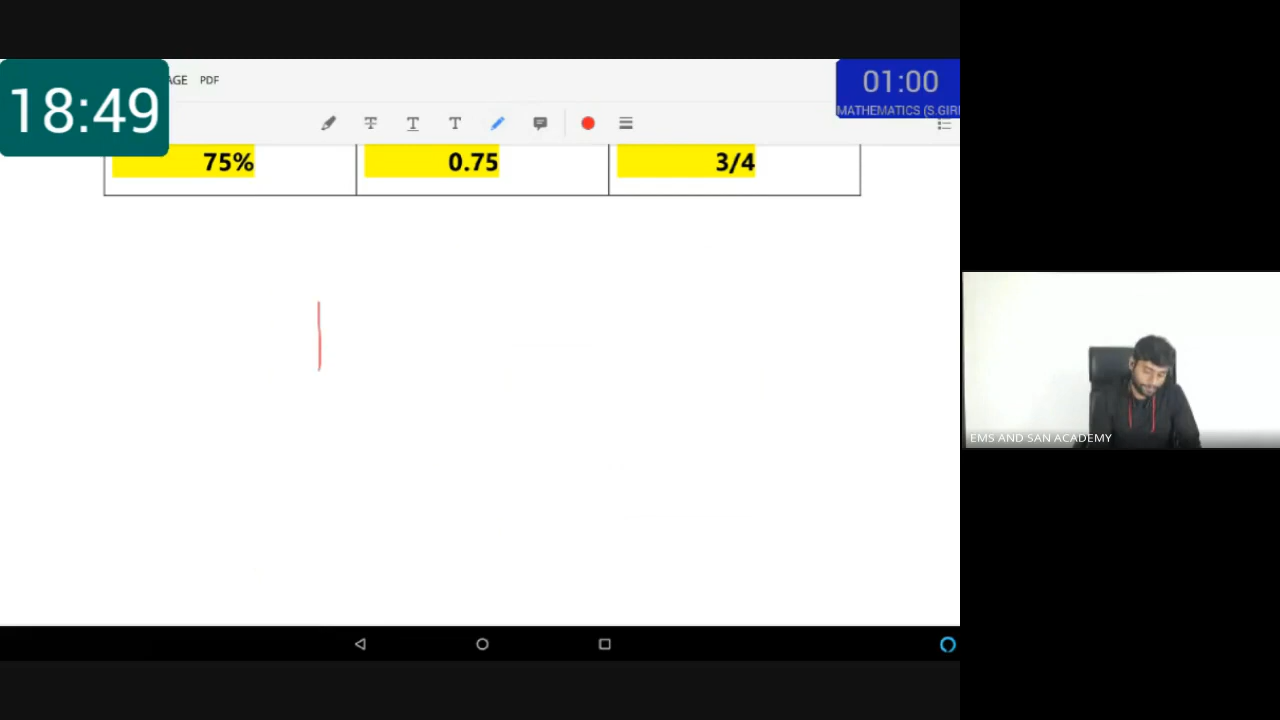 AGE PDF
18:49
01:00
MATHEMATICS (S.GIRI
T T T
75% 0.75 3/4
EMS AND SAN ACADEMY